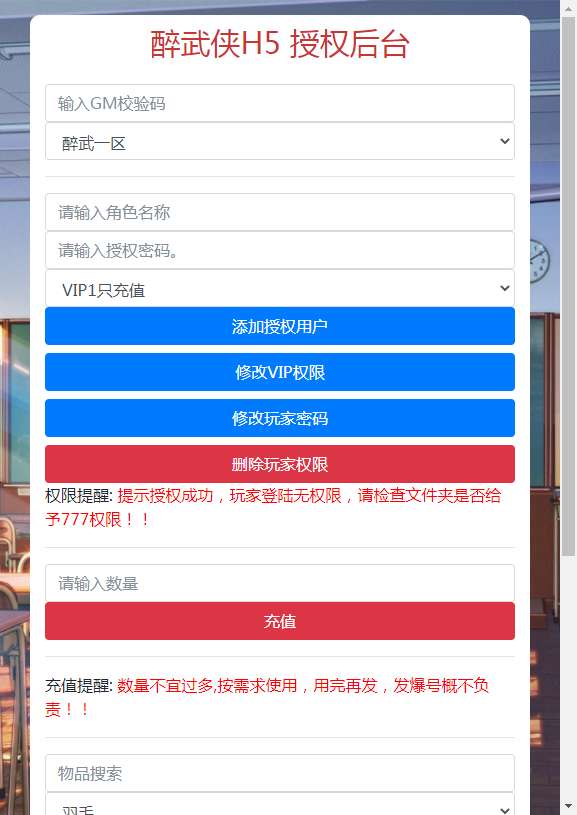 醉武侠H5 授权后台
输入GM校验码
醉武一区
请输入角色名称
请输入授权密码。
VIP1只充值
添加授权用户
修改VIP权限
修改玩家密码
删除玩家权限
权限提醒: 提示授权成功，玩家登陆无权限，请检查文件夹是否给
予777权限！！
请输入数量
充值
充值提醒: 数量不宜过多,按需求使用，用完再发，发爆号概不负
责！！
物品搜索
羽毛